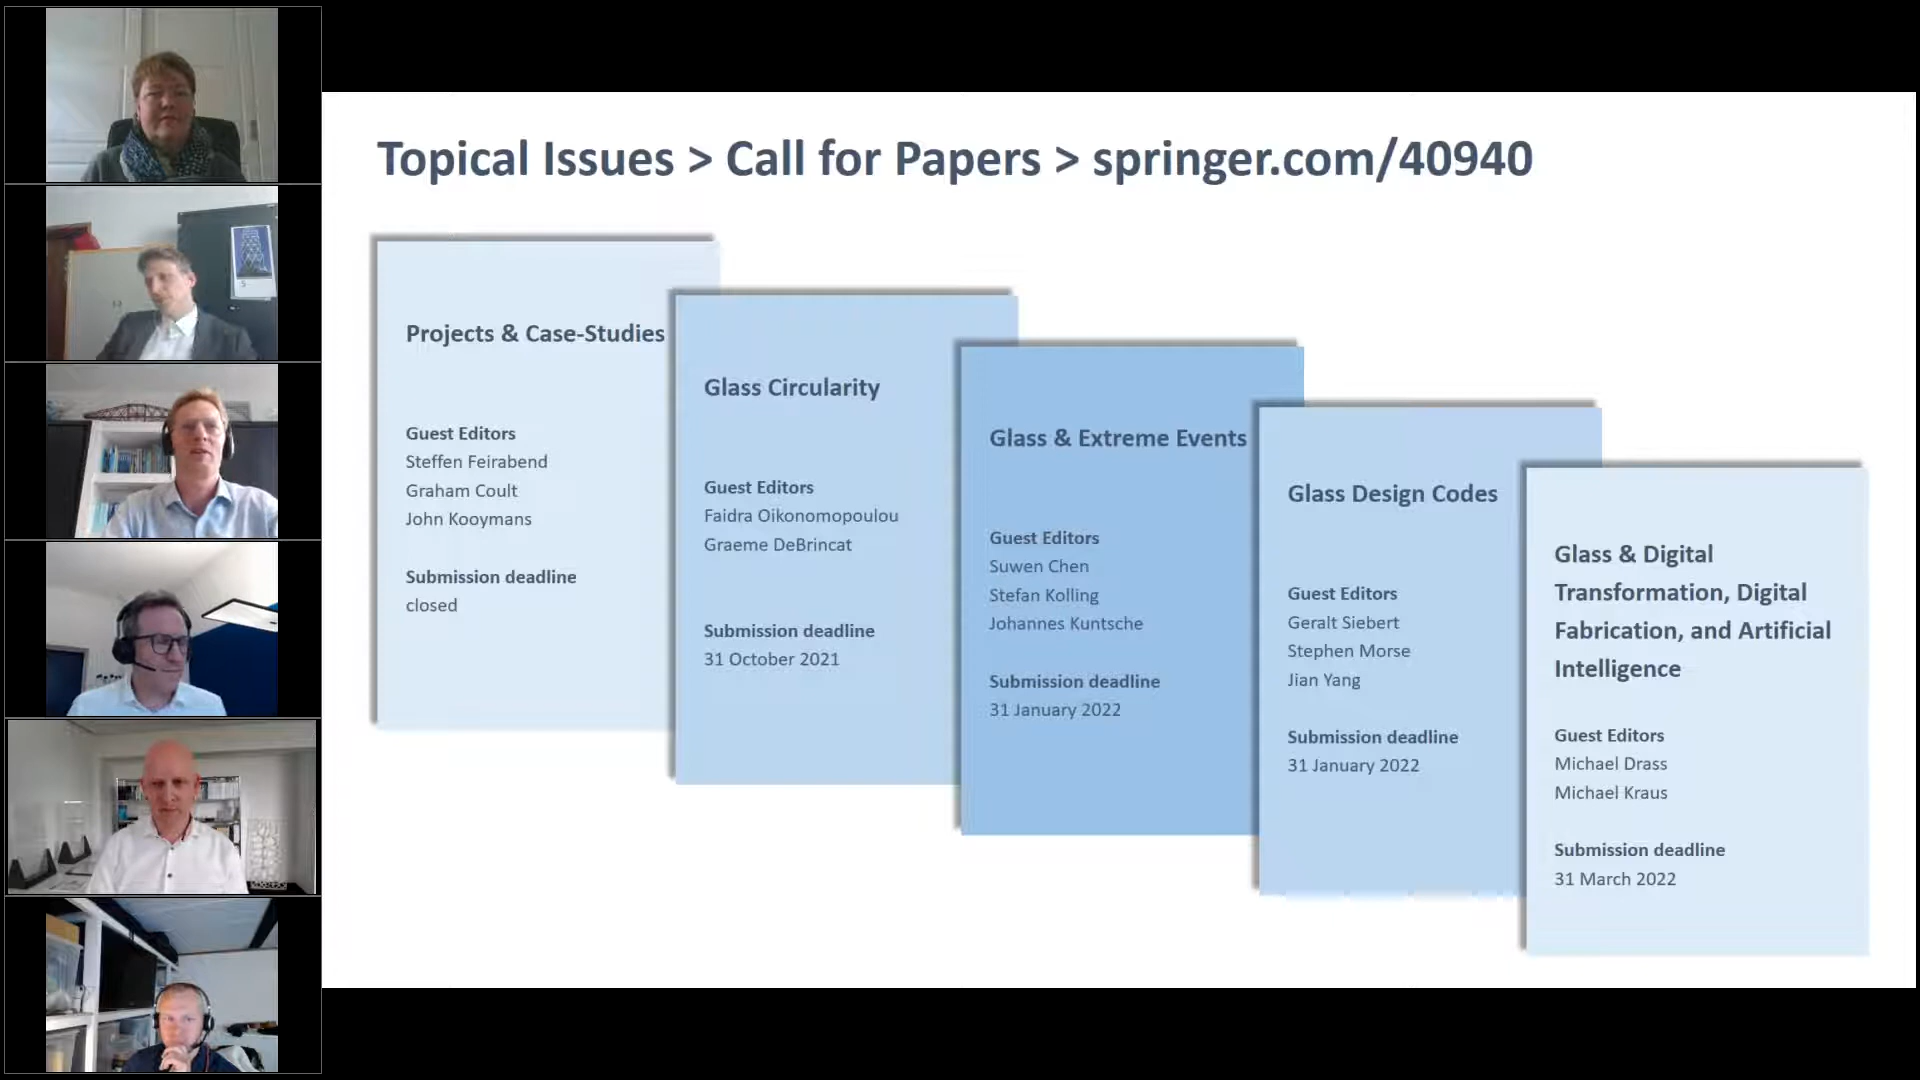 Topical Issues > Call for Papers > springer.com/40940
Projects & Case-Studies
Guest Editors
Steffen Feirabend
Graham Coult
John Kooymans
Submission deadline
closed
Glass Circularity
Guest Editors
Faidra Oikonomopoulou
Graeme DeBrincat
Submission deadline
31 October 2021
Glass & Extreme Events
Guest Editors
Suwen Chen
Stefan Kolling
Johannes Kuntsche
Submission deadline
31 January 2022
Glass Design Codes
Guest Editors
Geralt Siebert
Stephen Morse
Jian Yang
Submission deadline
31 January 2022
Glass & Digital
Transformation, Digital
Fabrication, and Artificial
Intelligence
Guest Editors
Michael Drass
Michael Kraus
Submission deadline
31 March 2022